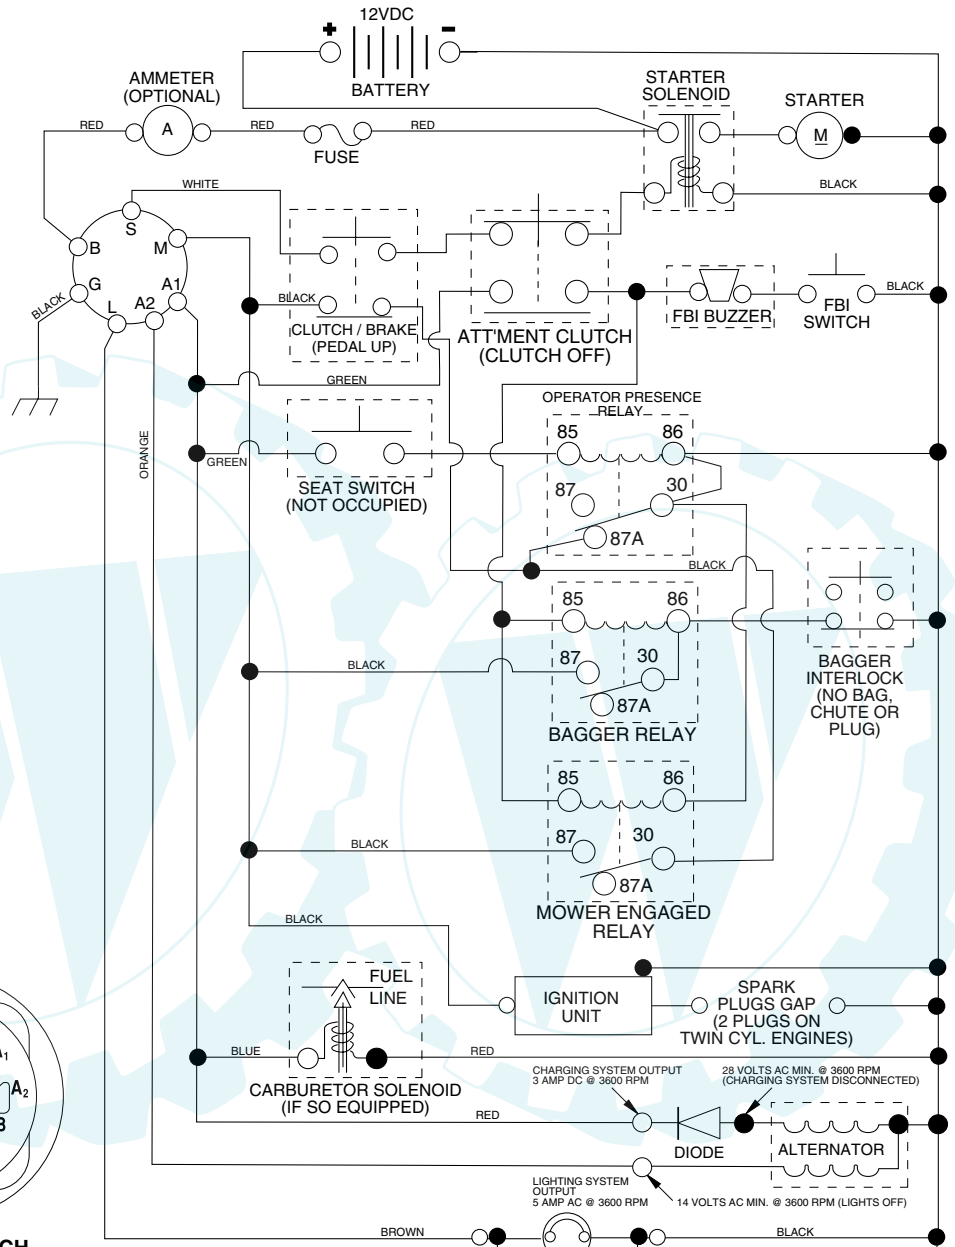 12VDC
+
-
BATTERY
AMMETER
(OPTIONAL)
STARTER
SOLENOID
STARTER
RED
A
RED
FUSE
RED
M
WHITE
BLACK
S
B
M
G
L
A2
A1
BLACK
BLACK
CLUTCH / BRAKE
(PEDAL UP)
ATT'MENT CLUTCH
(CLUTCH OFF)
FBI BUZZER
FBI
SWITCH
BLACK
GREEN
OPERATOR PRESENCE
RELAY
85
86
ORANGE
GREEN
SEAT SWITCH
(NOT OCCUPIED)
87
30
87A
BLACK
85
86
BLACK
87
30
87A
BAGGER RELAY
BAGGER
INTERLOCK
(NO BAG,
CHUTE OR
PLUG)
85
86
BLACK
87
30
87A
MOWER ENGAGED
RELAY
BLACK
FUEL
LINE
IGNITION
UNIT
SPARK
PLUGS GAP
(2 PLUGS ON
TWIN CYL. ENGINES)
BLUE
RED
CARBURETOR SOLENOID
(IF SO EQUIPPED)
CHARGING SYSTEM OUTPUT
3 AMP DC @ 3600 RPM
28 VOLTS AC MIN. @ 3600 RPM
(CHARGING SYSTEM DISCONNECTED)
RED
DIODE
ALTERNATOR
LIGHTING SYSTEM
OUTPUT
5 AMP AC @ 3600 RPM
14 VOLTS AC MIN. @ 3600 RPM (LIGHTS OFF)
BROWN
BLACK
A2